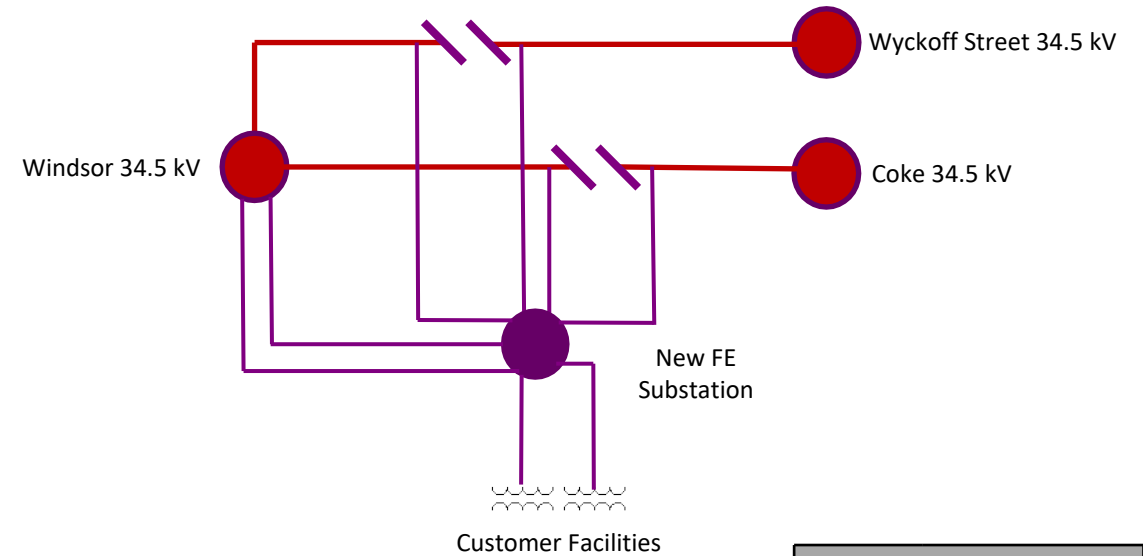 Wyckoff Street 34.5 kV
Windsor 34.5 kV
Coke 34.5 kV
New FE
Substation
Customer Facilities